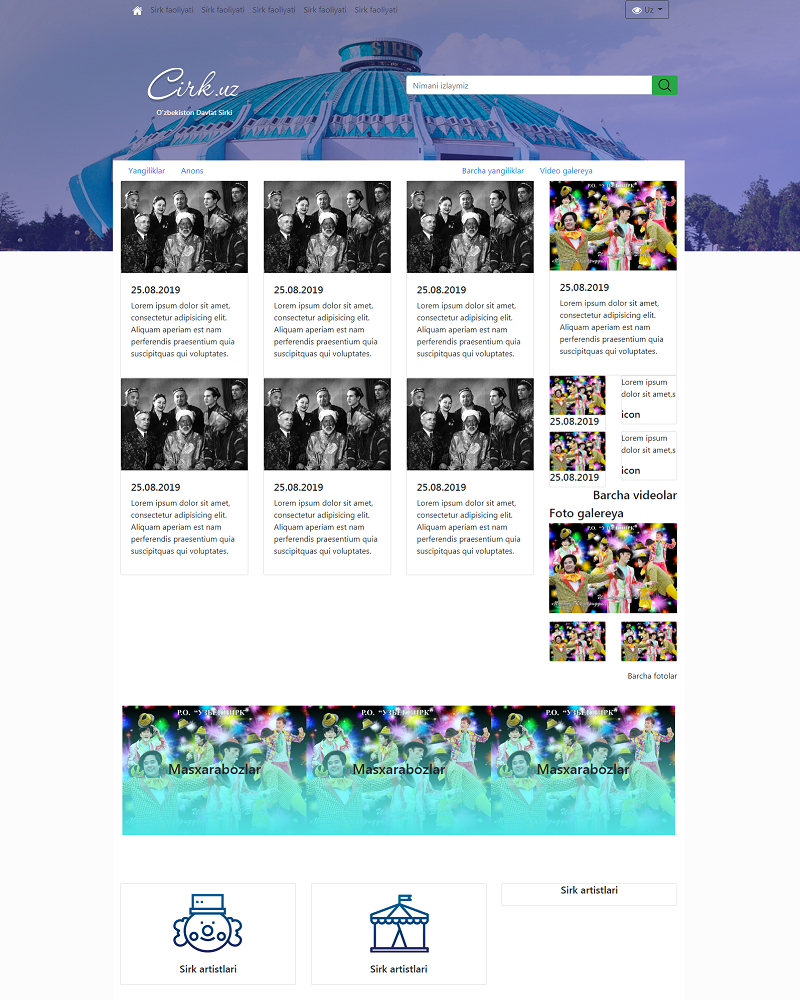 Sirk faoliyati Sirk faoliyati Sirk faoliyati Sirk faoliyati Sirk faoliyati
Uz
SIRK
Cirk.uz
O'zbekiston Davlat Sirki
Nimani izlaymiz
Yangiliklar Anons Barcha yangiliklar Video galereya
25.08.2019
Lorem ipsum dolor sit amet,
consectetur adipisicing elit.
Aliquam aperiam est nam
perferendis praesentium quia
suscipitquas qui voluptates.
25.08.2019
Lorem ipsum dolor sit amet,
consectetur adipisicing elit.
Aliquam aperiam est nam
perferendis praesentium quia
suscipitquas qui voluptates.
25.08.2019
Lorem ipsum dolor sit amet,
consectetur adipisicing elit.
Aliquam aperiam est nam
perferendis praesentium quia
suscipitquas qui voluptates.
25.08.2019
Lorem ipsum dolor sit amet,
consectetur adipisicing elit.
Aliquam aperiam est nam
perferendis praesentium quia
suscipitquas qui voluptates.
25.08.2019
Lorem ipsum dolor sit amet,
consectetur adipisicing elit.
Aliquam aperiam est nam
perferendis praesentium quia
suscipitquas qui voluptates.
25.08.2019
Lorem ipsum dolor sit amet,
consectetur adipisicing elit.
Aliquam aperiam est nam
perferendis praesentium quia
suscipitquas qui voluptates.
Р.О. "УЗБЕКЦИРК"
25.08.2019
Lorem ipsum dolor sit amet,
consectetur adipisicing elit.
Aliquam aperiam est nam
perferendis praesentium quia
suscipitquas qui voluptates.
25.08.2019
Lorem ipsum
dolor sit amet,s
icon
25.08.2019
Lorem ipsum
dolor sit amet,s
icon
Barcha videolar
Foto galereya
Р.О. "УЗБЕКЦИРК"
Barcha fotolar
Р.О. "УЗБЕКЦИРК" Р.О. "УЗБЕКЦИРК" Р.О. "УЗБЕКЦИРК"
Masxarabozlar Masxarabozlar Masxarabozlar
Sirk artistlari
Sirk artistlari
Sirk artistlari